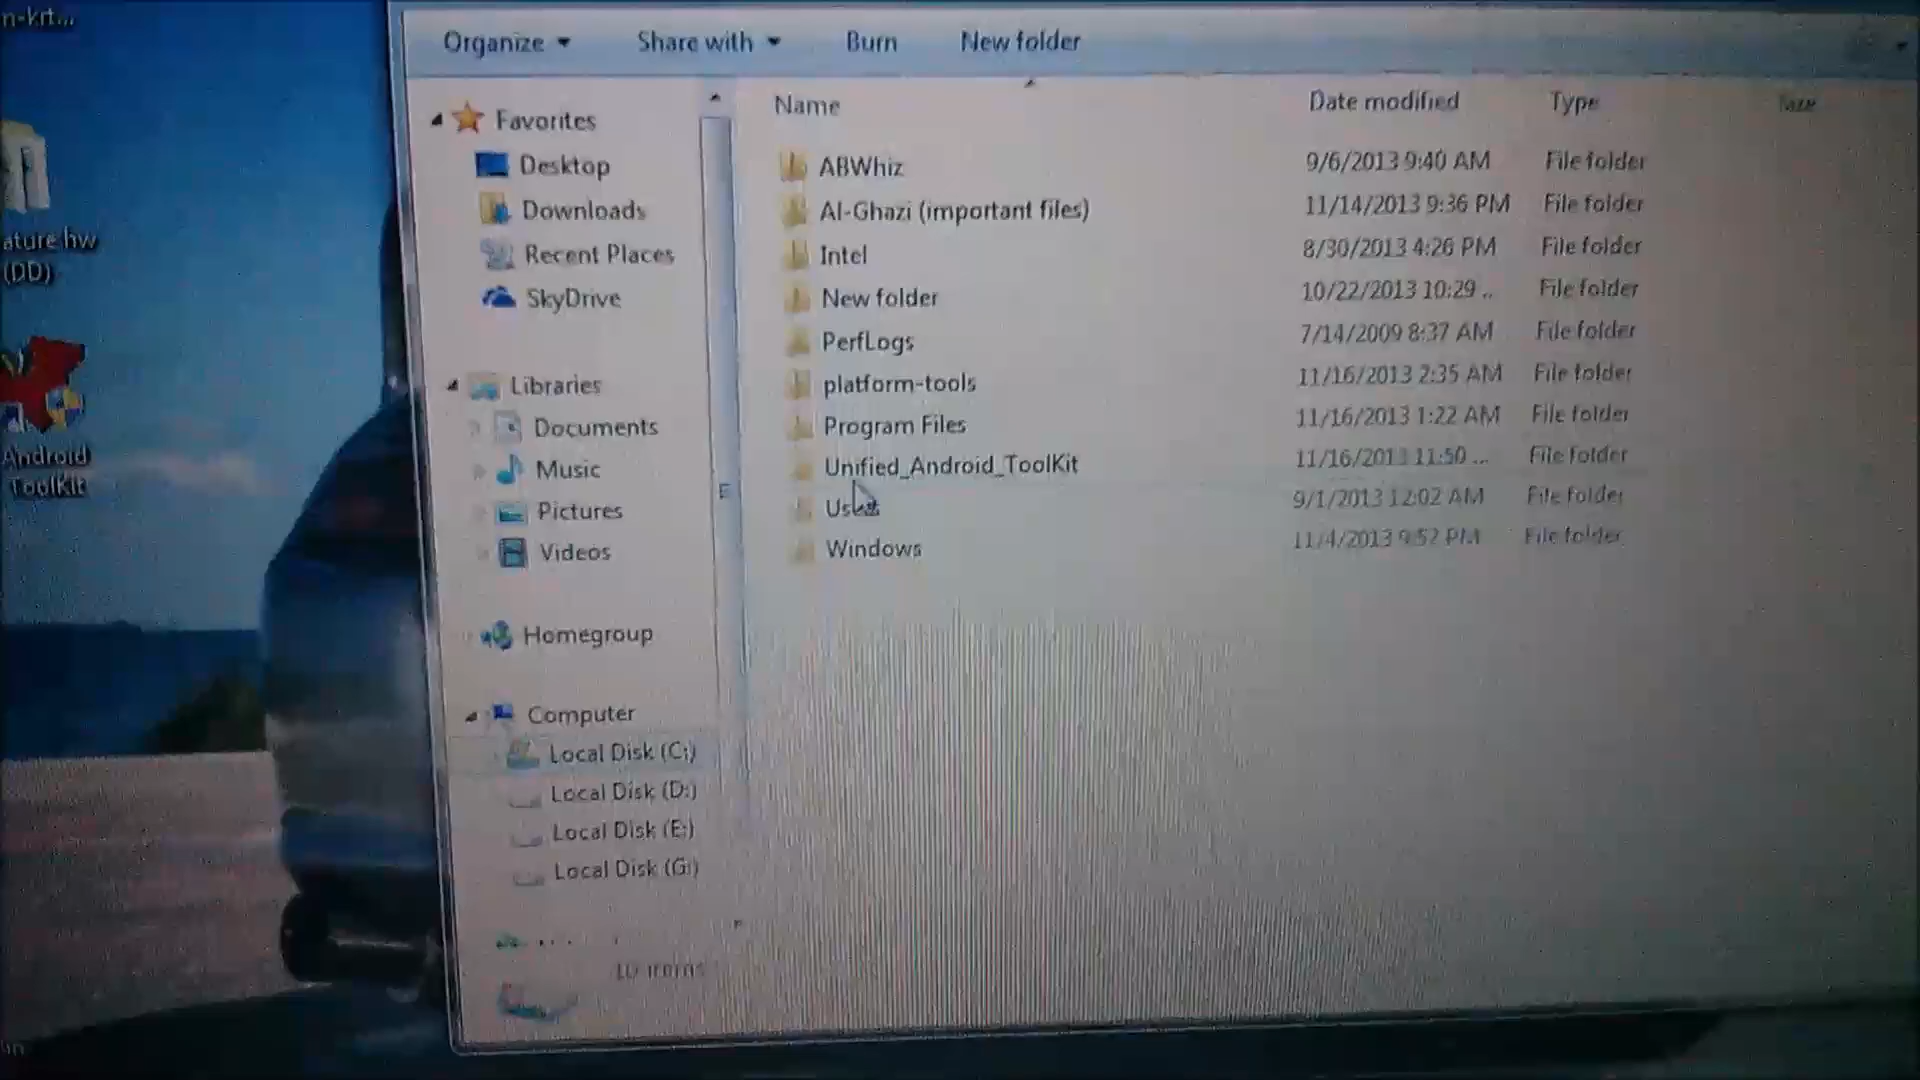 Organize Share with Burn New folder
Name Date modified Type Size
Favorites
Desktop
Downloads
Recent Places
SkyDrive
Libraries
Documents
Music
Pictures
Videos
Homegroup
Computer
Local Disk (C:)
Local Disk (D:)
Local Disk (E:)
Local Disk (G:)
10 items
ABWhiz 9/6/2013 9:40 AM File folder
Al-Ghazi (important files) 11/14/2013 9:36 PM File folder
Intel 8/30/2013 4:26 PM File folder
New folder 10/22/2013 10:29 .. File folder
PerfLogs 7/14/2009 8:37 AM File folder
platform-tools 11/16/2013 2:35 AM File folder
Program Files 11/16/2013 1:22 AM File folder
Unified_Android_ToolKit 11/16/2013 11:50 ... File folder
9/1/2013 12:02 AM File folder
Windows 11/4/2013 9:52 PM File folder
n-krt...
ature hw
(DD)
Android
ToolKit